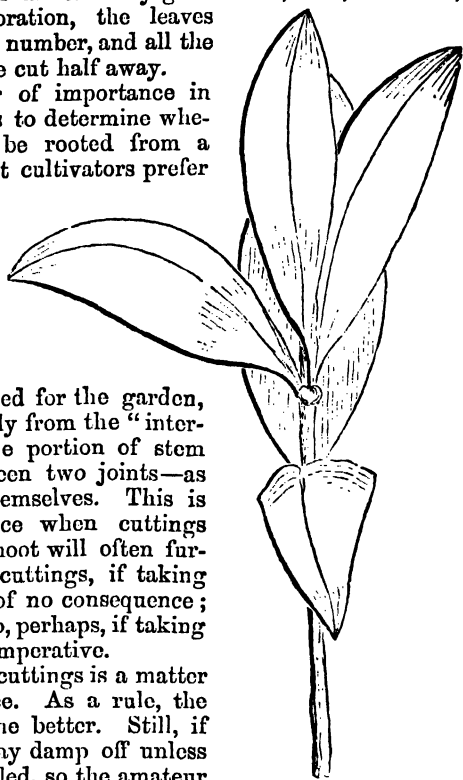 oration, the leaves
number, and all the
e cut half away.
of importance in
s to determine whe-
be rooted from a
t cultivators prefer
ed for the garden,
ly from the "inter-
e portion of stem
een two joints—as
emselves. This is
ce when cuttings
hoot will often fur-
cuttings, if taking
of no consequence;
o, perhaps, if taking
mperative.
cuttings is a matter
ce. As a rule, the
he better. Still, if
ay damp off unless
led, so the amateur